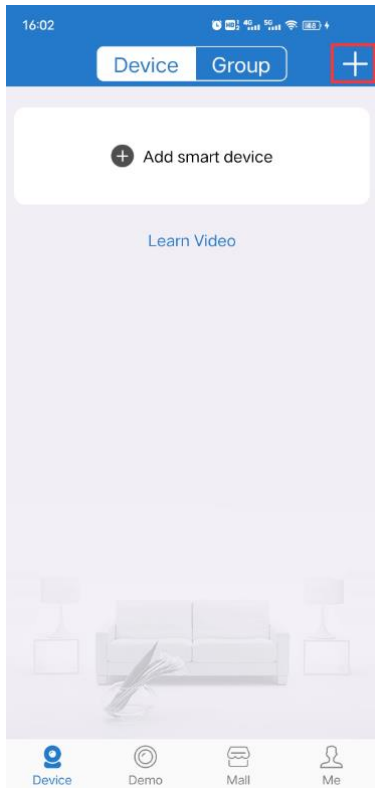 16:02
Device Group
Add smart device
Learn Video
Device Demo Mall Me